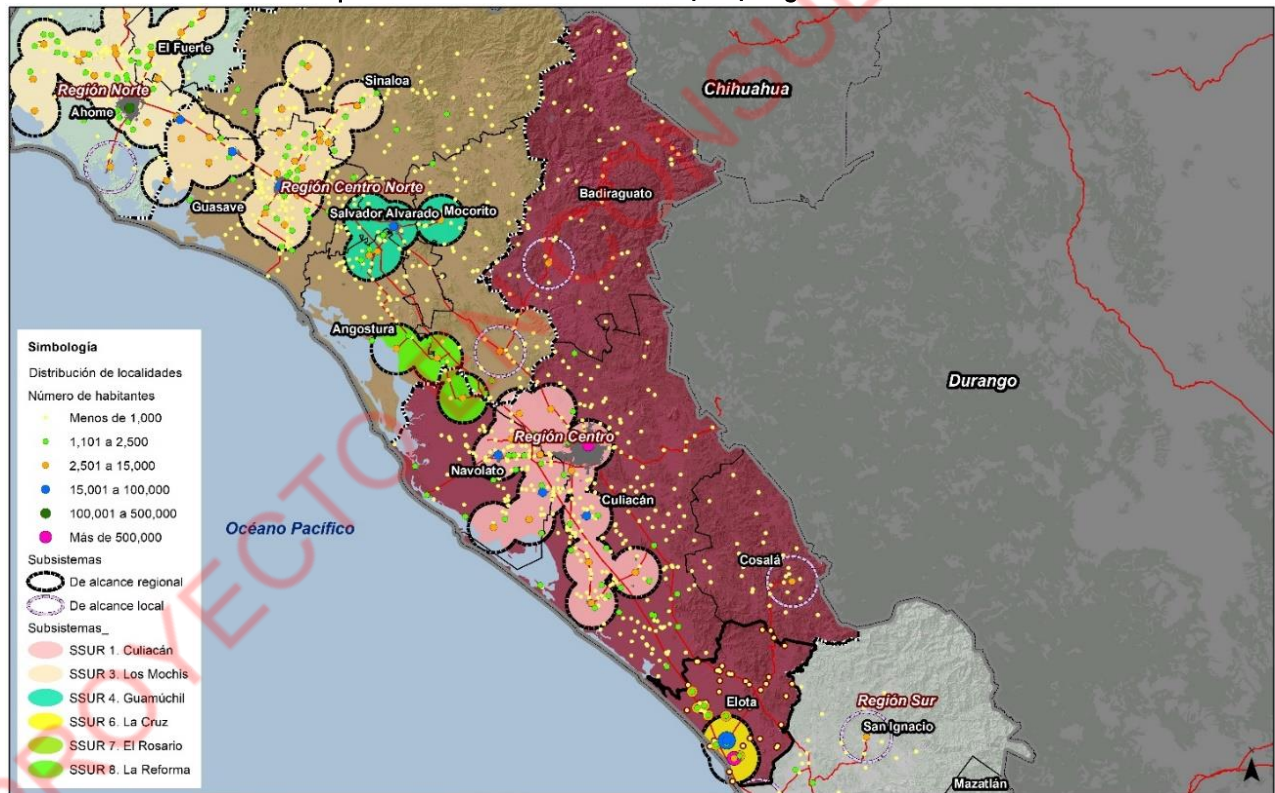 El Fuerte
Sinaloa
Región Norte
Ahome
Chihuahua
Badiraguato
Región Centro Norte
Guasave
Salvador Alvarado
Mocorito
Angostura
Durango
Región Centro
Navolato
Culiacán
Océano Pacífico
Cosalá
Elota
Región Sur
San Ignacio
Mazatlán
Simbología
Distribución de localidades
Número de habitantes
Menos de 1,000
1,101 a 2,500
2,501 a 15,000
15,001 a 100,000
100,001 a 500,000
Más de 500,000
Subsistemas
De alcance regional
De alcance local
Subsistemas_
SSUR 1. Culiacán
SSUR 3. Los Mochis
SSUR 4. Guamúchil
SSUR 6. La Cruz
SSUR 7. El Rosario
SSUR 8. La Reforma